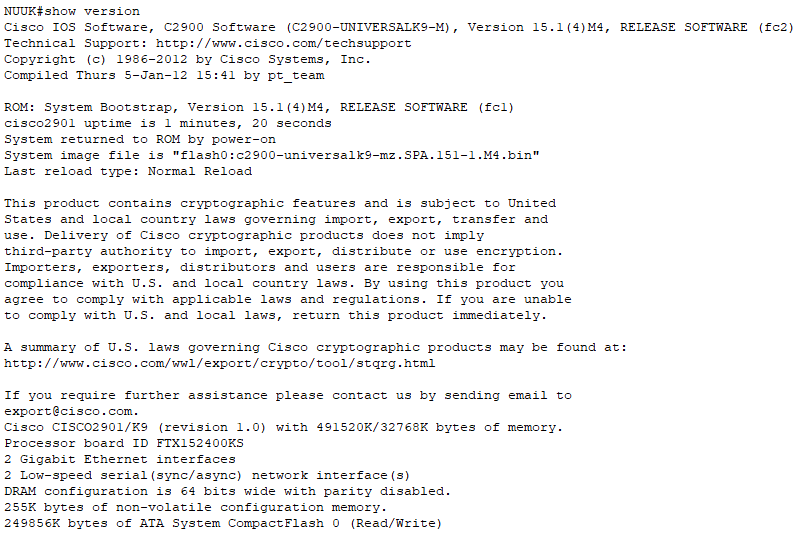 NUUK#show version
Cisco IOS Software, C2900 Software (C2900-UNIVERSALK9-M), Version 15.1(4)M4, RELEASE SOFTWARE (fc2)
Technical Support: http://www.cisco.com/techsupport
Copyright (c) 1986-2012 by Cisco Systems, Inc.
Compiled Thurs 5-Jan-12 15:41 by pt_team
ROM: System Bootstrap, Version 15.1(4)M4, RELEASE SOFTWARE (fc1)
cisco2901 uptime is 1 minutes, 20 seconds
System returned to ROM by power-on
System image file is "flash0:c2900-universalk9-mz.SPA.151-1.M4.bin"
Last reload type: Normal Reload
This product contains cryptographic features and is subject to United
States and local country laws governing import, export, transfer and
use. Delivery of Cisco cryptographic products does not imply
third-party authority to import, export, distribute or use encryption.
Importers, exporters, distributors and users are responsible for
compliance with U.S. and local country laws. By using this product you
agree to comply with applicable laws and regulations. If you are unable
to comply with U.S. and local laws, return this product immediately.
A summary of U.S. laws governing Cisco cryptographic products may be found at:
http://www.cisco.com/wwl/export/crypto/tool/stqrg.html
If you require further assistance please contact us by sending email to
export@cisco.com.
Cisco CISCO2901/K9 (revision 1.0) with 491520K/32768K bytes of memory.
Processor board ID FTX152400KS
2 Gigabit Ethernet interfaces
2 Low-speed serial(sync/async) network interface(s)
DRAM configuration is 64 bits wide with parity disabled.
255K bytes of non-volatile configuration memory.
249856K bytes of ATA System CompactFlash 0 (Read/Write)